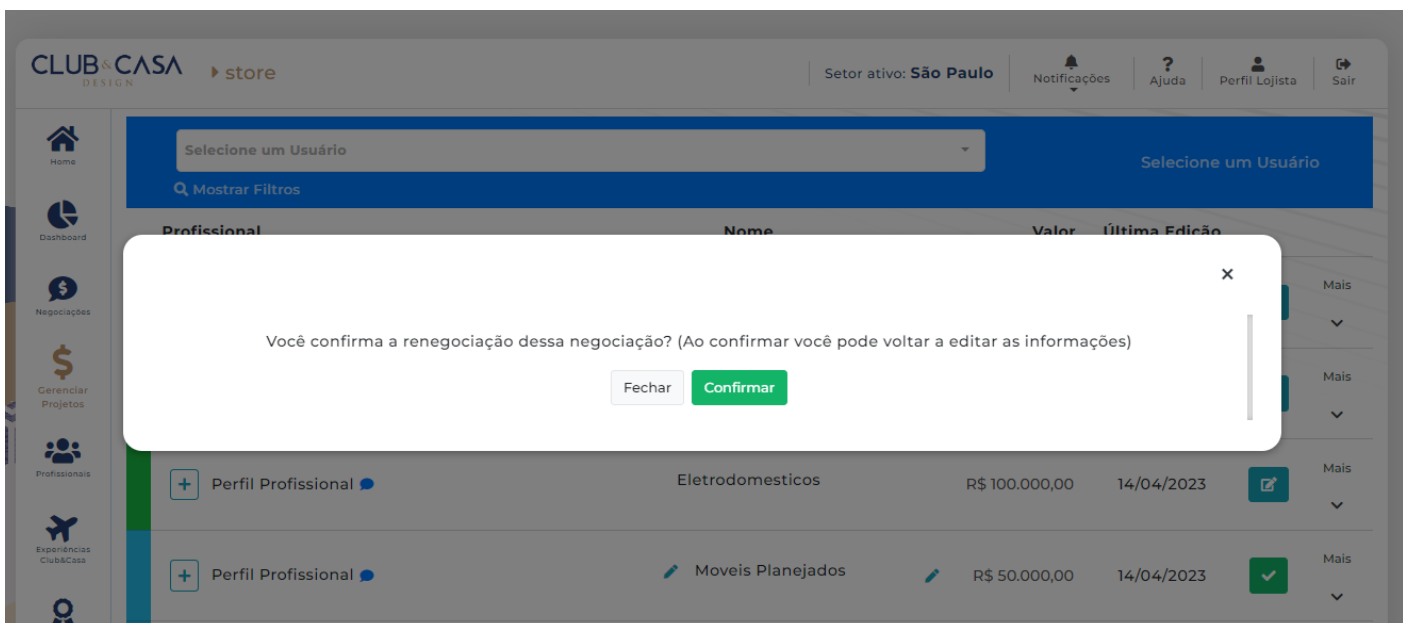 CLUB&CASA
DESIGN
store
Setor ativo: São Paulo
Notificações
?
Ajuda
Perfil Lojista
Sair
Home
Selecione um Usuário
Selecione um Usuário
Mostrar Filtros
Dashboard
Profissional Nome Valor Última Edição
×
Mais
$
Negociações
Você confirma a renegociação dessa negociação? (Ao confirmar você pode voltar a editar as informações)
Fechar Confirmar
$
Gerenciar
Projetos
Mais
Profissionais
+ Perfil Profissional Eletrodomesticos R$ 100.000,00 14/04/2023
Mais
Experiências
Club&Casa
+ Perfil Profissional Moveis Planejados R$ 50.000,00 14/04/2023
Mais